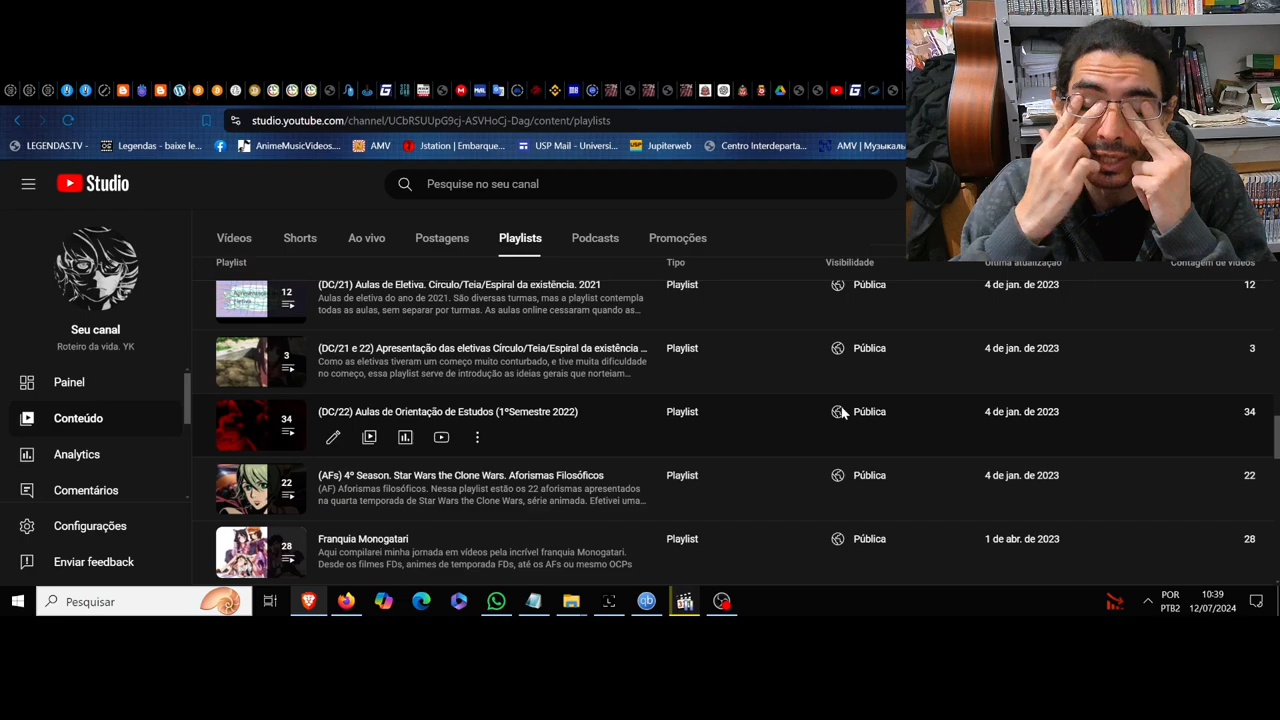 studio.youtube.com/channel/UCbRSUUpG9cj-ASVHoCj-Dag/content/playlists
LEGENDAS.TV -
Legendas - baixe le...
AnimeMusicVideos....
AMV
Jstation | Embarque...
USP Mail - Universi...
Jupiterweb
Centro Interdeparta...
AMV | Музыкаль
Studio
Pesquise no seu canal
Vídeos
Shorts
Ao vivo
Postagens
Playlists
Podcasts
Promoções
Playlist
Tipo
Visibilidade
Última atualização
Contagem de vídeos
Seu canal
Roteiro da vida. YK
Painel
Conteúdo
Analytics
Comentários
Configurações
Enviar feedback
12
(DC/21) Aulas de Eletiva. Circulo/Teia/Espiral da existência. 2021
Aulas de eletiva do ano de 2021. São diversas turmas, mas a playlist contempla
todas as aulas, sem separar por turmas. As aulas online cessaram quando as...
Playlist
Pública
4 de jan. de 2023
12
3
(DC/21 e 22) Apresentação das eletivas Círculo/Teia/Espiral da existência ...
Como as eletivas tiveram um começo muito conturbado, e tive muita dificuldade
no começo, essa playlist serve de introdução as ideias gerais que norteiam...
Playlist
Pública
4 de jan. de 2023
3
34
(DC/22) Aulas de Orientação de Estudos (1ºSemestre 2022)
Playlist
Pública
4 de jan. de 2023
34
22
(AFs) 4º Season. Star Wars the Clone Wars. Aforismas Filosóficos
(AF) Aforismas filosóficos. Nessa playlist estão os 22 aforismas apresentados
na quarta temporada de Star Wars the Clone Wars, série animada. Efetivei uma...
Playlist
Pública
4 de jan. de 2023
22
28
Franquia Monogatari
Aqui compilarei minha jornada em vídeos pela incrível franquia Monogatari.
Desde os filmes FDs, animes de temporada FDs, até os AFs ou mesmo OCPs
Playlist
Pública
1 de abr. de 2023
28
Pesquisar
POR
PTB2
10:39
12/07/2024